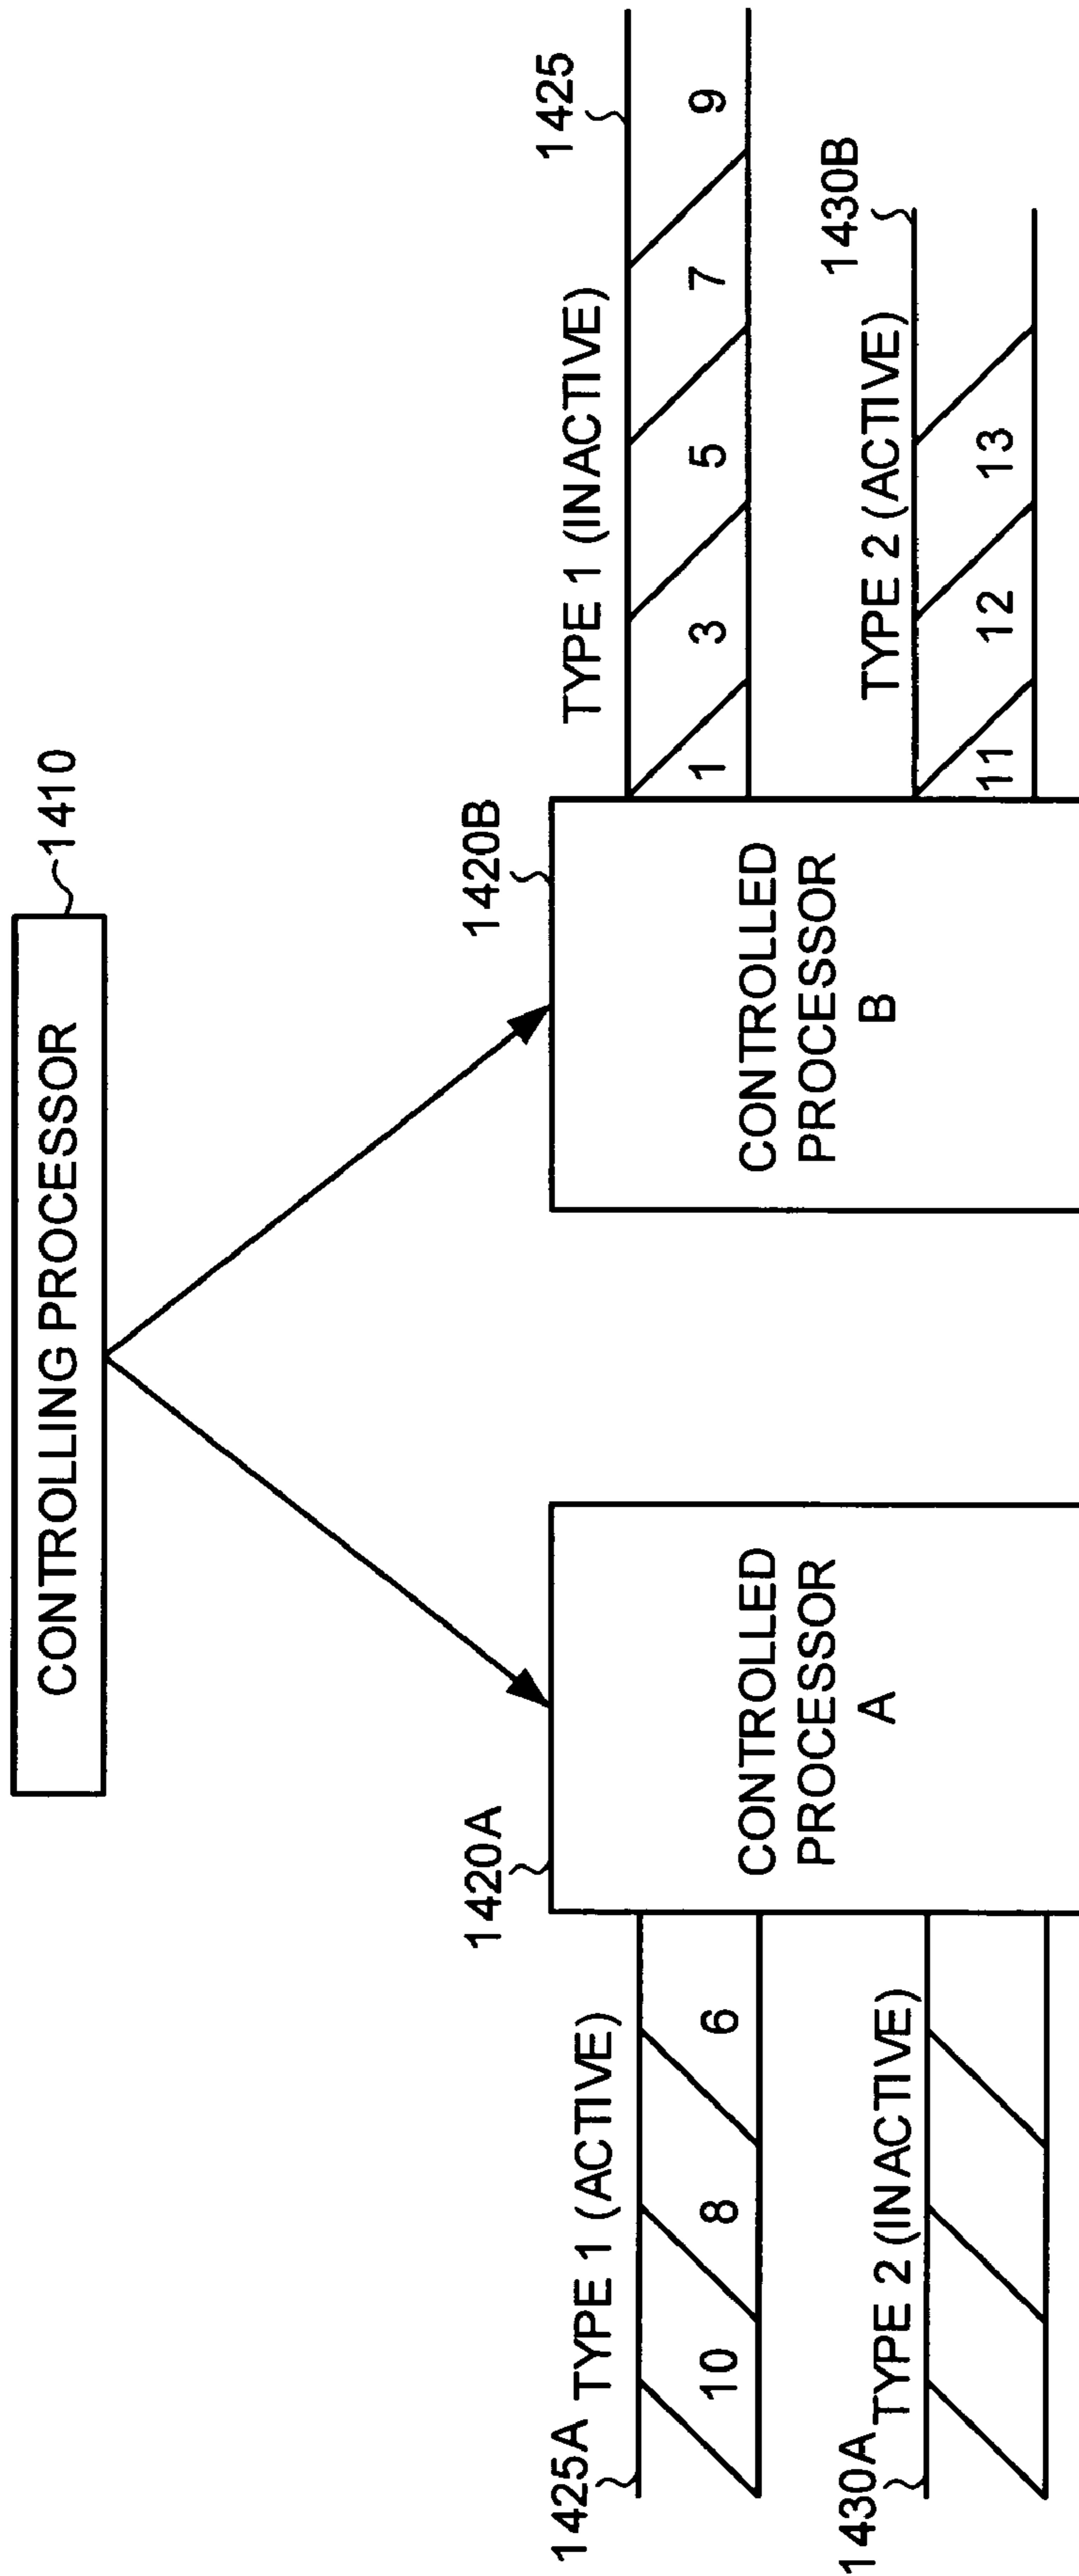 CONTROLLING PROCESSOR
1410
1420A
1420B
CONTROLLED
PROCESSOR
A
CONTROLLED
PROCESSOR
B
1425A
TYPE 1 (ACTIVE)
10 8 6
1430A
TYPE 2 (INACTIVE)
TYPE 1 (INACTIVE)
1425
1 3 5 7 9
TYPE 2 (ACTIVE)
1430B
11 12 13